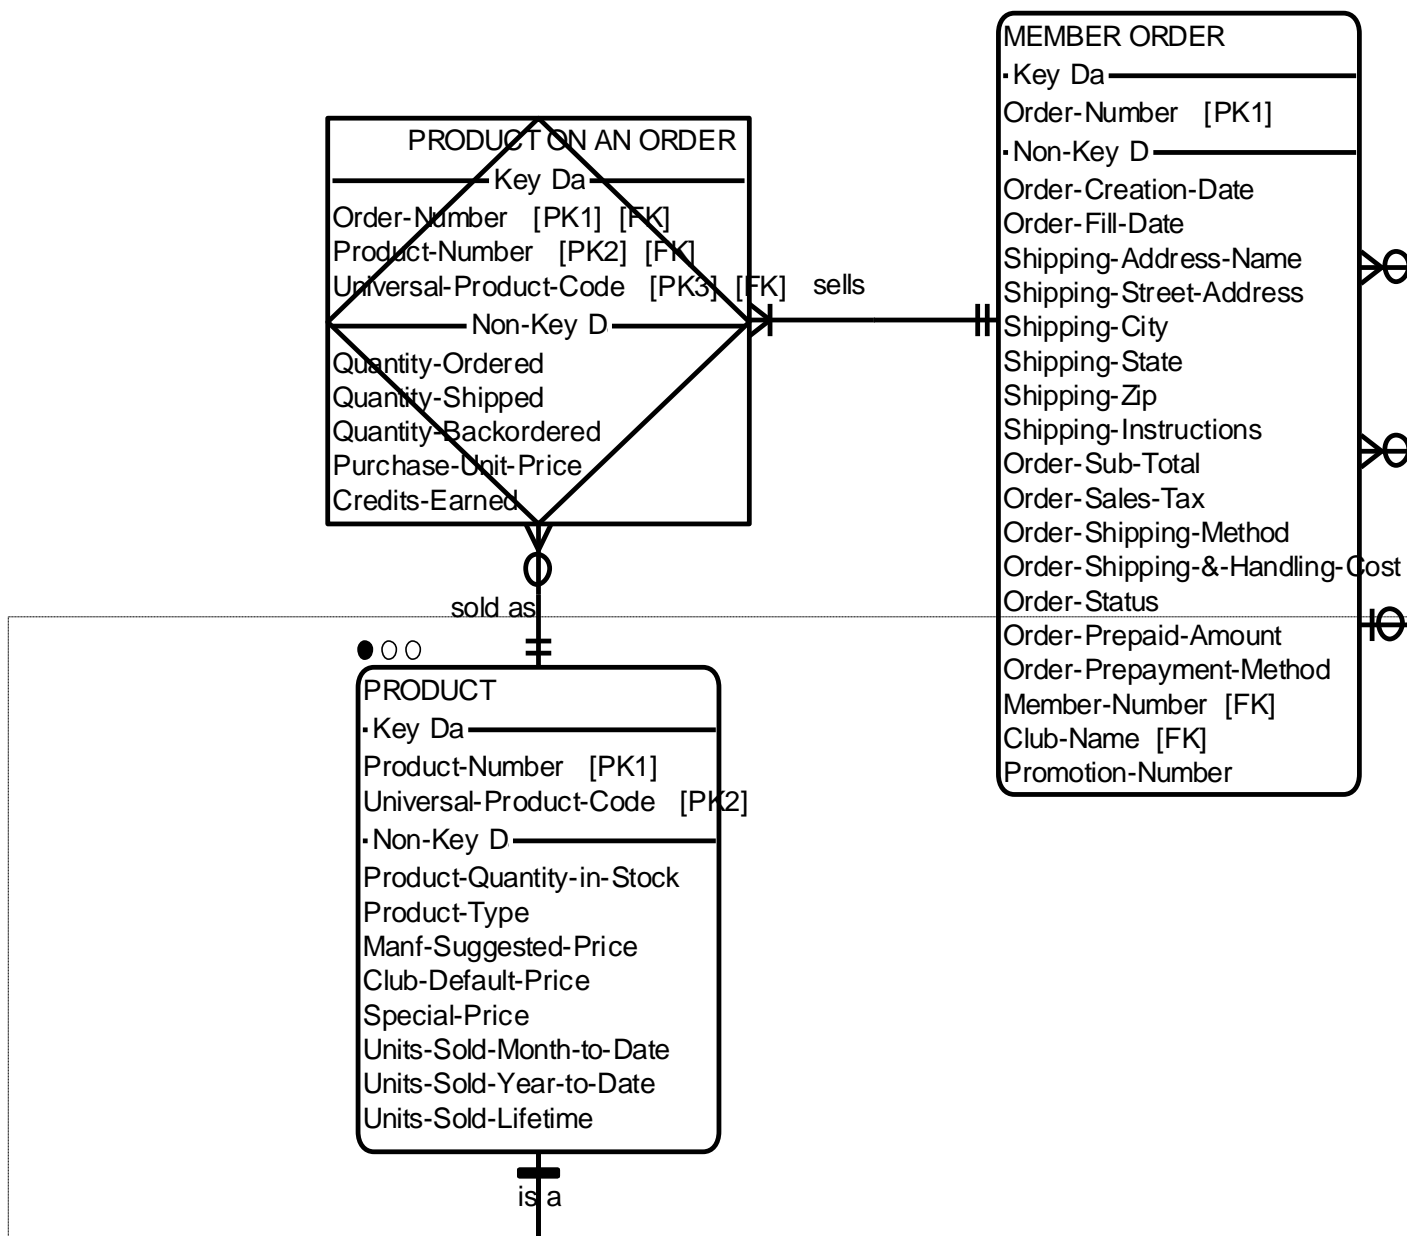 MEMBER ORDER
Key Da
Order-Number [PK1]
Non-Key D
Order-Creation-Date
Order-Fill-Date
Shipping-Address-Name
Shipping-Street-Address
Shipping-City
Shipping-State
Shipping-Zip
Shipping-Instructions
Order-Sub-Total
Order-Sales-Tax
Order-Shipping-Method
Order-Shipping-&-Handling-Cost
Order-Status
Order-Prepaid-Amount
Order-Prepayment-Method
Member-Number [FK]
Club-Name [FK]
Promotion-Number
PRODUCT ON AN ORDER
Key Da
Order-Number [PK1] [FK]
Product-Number [PK2] [FK]
Universal-Product-Code [PK3] [FK]
Non-Key D
Quantity-Ordered
Quantity-Shipped
Quantity-Backordered
Purchase-Unit-Price
Credits-Earned
sells
sold as
PRODUCT
Key Da
Product-Number [PK1]
Universal-Product-Code [PK2]
Non-Key D
Product-Quantity-in-Stock
Product-Type
Manf-Suggested-Price
Club-Default-Price
Special-Price
Units-Sold-Month-to-Date
Units-Sold-Year-to-Date
Units-Sold-Lifetime
is a